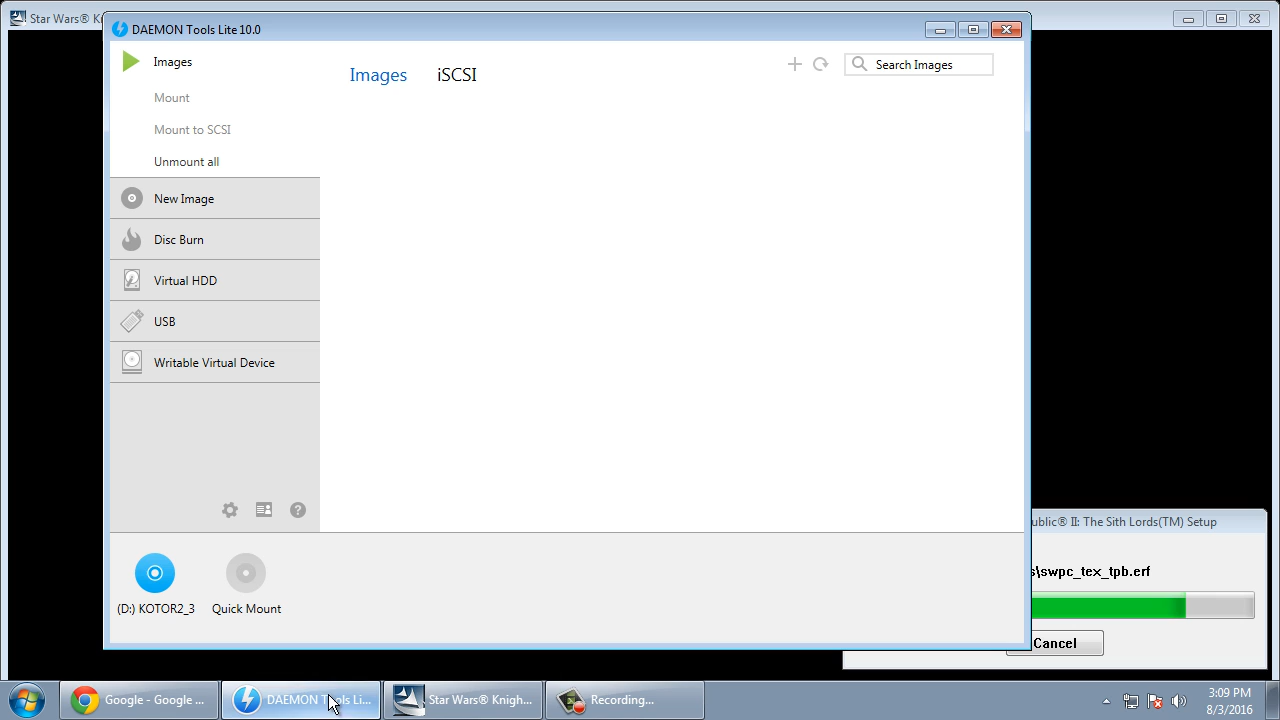 Star Wars® K
DAEMON Tools Lite 10.0
Images
Mount
Mount to SCSI
Unmount all
New Image
Disc Burn
Virtual HDD
USB
Writable Virtual Device
Images
iSCSI
Search Images
(D:) KOTOR2_3
Quick Mount
ublic® II: The Sith Lords(TM) Setup
s\swpc_tex_tpb.erf
Cancel
Google - Google ...
DAEMON Tools Li...
Star Wars® Knigh...
Recording...
3:09 PM
8/3/2016